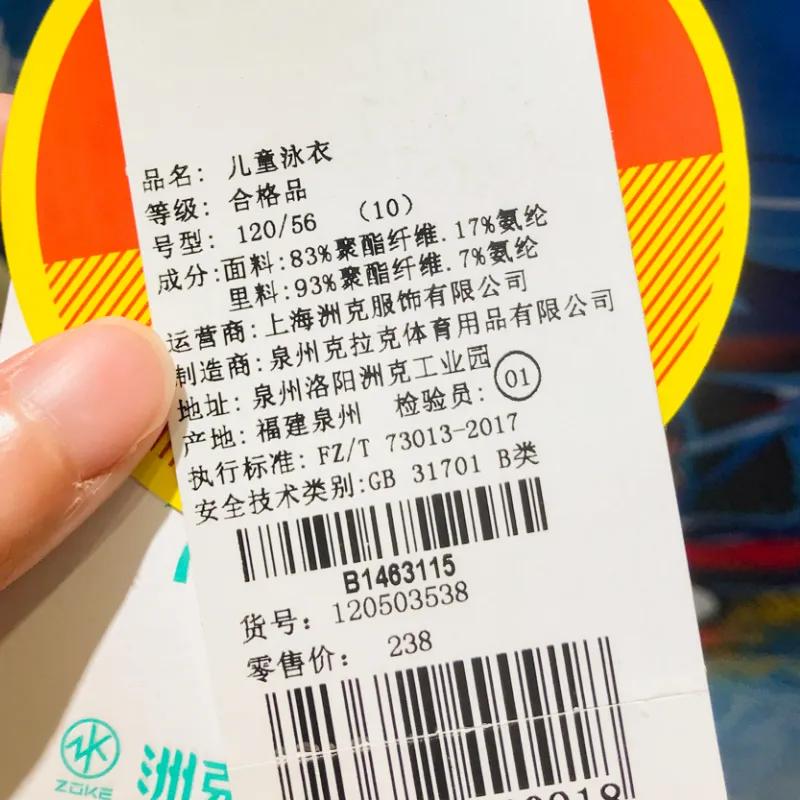 品名: 儿童泳衣
等级: 合格品
号型: 120/56 (10)
成分:面料:83%聚酯纤维.17%氨纶
里料:93%聚酯纤维.7%氨纶
运营商:上海洲克服饰有限公司
制造商:泉州克拉克体育用品有限公司
地址: 泉州洛阳洲克工业园
产地: 福建泉州 检验员: 01
执行标准: FZ/T 73013-2017
安全技术类别:GB 31701 B类
B1463115
货号: 120503538
零售价: 238
ZOKE
洲克